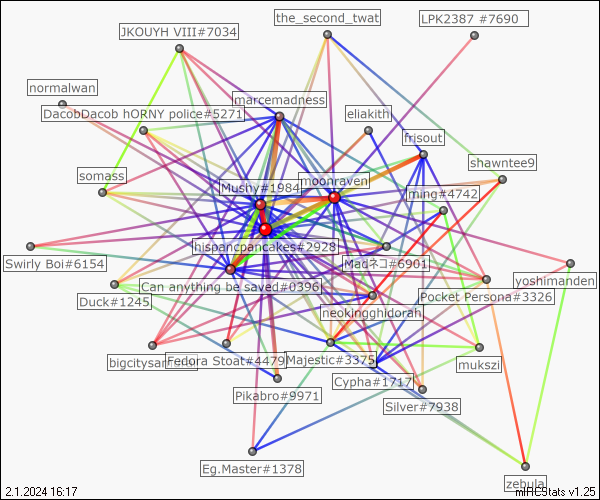 the_second_twat
LPK2387 #7690
JKOUYH VIII#7034
normalwan
marcemadness
DacobDacob hORNY police#5271
eliakith
frisout
shawntee9
somass
Mushy#1984
moonraven
ming#4742
hispancpancakes#2928
Swirly Boi#6154
Madネコ#6901
yoshimanden
Can anything be saved#0396
Duck#1245
Pocket Persona#3326
neokingghidorah
bigcitysar
Fedora Stoat#4479
Majestic#3375
mukszi
Cypha#1717
Pikabro#9971
Silver#7938
Eg.Master#1378
zebula
2.1.2024 16:17
mIRCStats v1.25